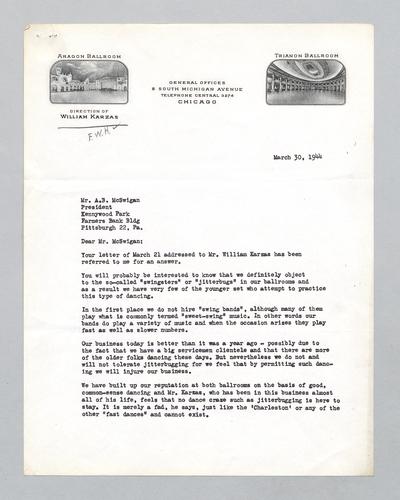 ARAGON BALLROOM
TRIANON BALLROOM
GENERAL OFFICES
8 SOUTH MICHIGAN AVENUE
TELEPHONE CENTRAL 5274
CHICAGO
DIRECTION OF
WILLIAM KARZAS
March 30, 1944
Mr. A.B. McSwigan
President
Kennywood Park
Farmers Bank Bldg
Pittsburgh 22, Pa.
Dear Mr. McSwigan:
Your letter of March 21 addressed to Mr. William Karzas has been
referred to me for an answer.
You will probably be interested to know that we definitely object
to the so-called "swingsters" or "jitterbugs" in our ballrooms and
as a result we have very few of the younger set who attempt to practice
this type of dancing.
In the first place we do not hire "swing bands", although many of them
play what is commonly termed "sweet-swing" music. In other words our
bands do play a variety of music and when the occasion arises they play
fast as well as slower numbers.
Our business today is better than it was a year ago - possibly due to
the fact that we have a big servicemen clientele and that there are more
of the older folks dancing these days. But nevertheless we do not and
will not tolerate jitterbugging for we feel that by permitting such danc-
ing we will injure our business.
We have built up our reputation at both ballrooms on the basis of good,
common-sense dancing and Mr. Karzas, who has been in this business almost
all of his life, feels that no dance craze such as jitterbugging is here to
stay. It is merely a fad, he says, just like the 'Charleston' or any of the
other "fast dances" and cannot exist.